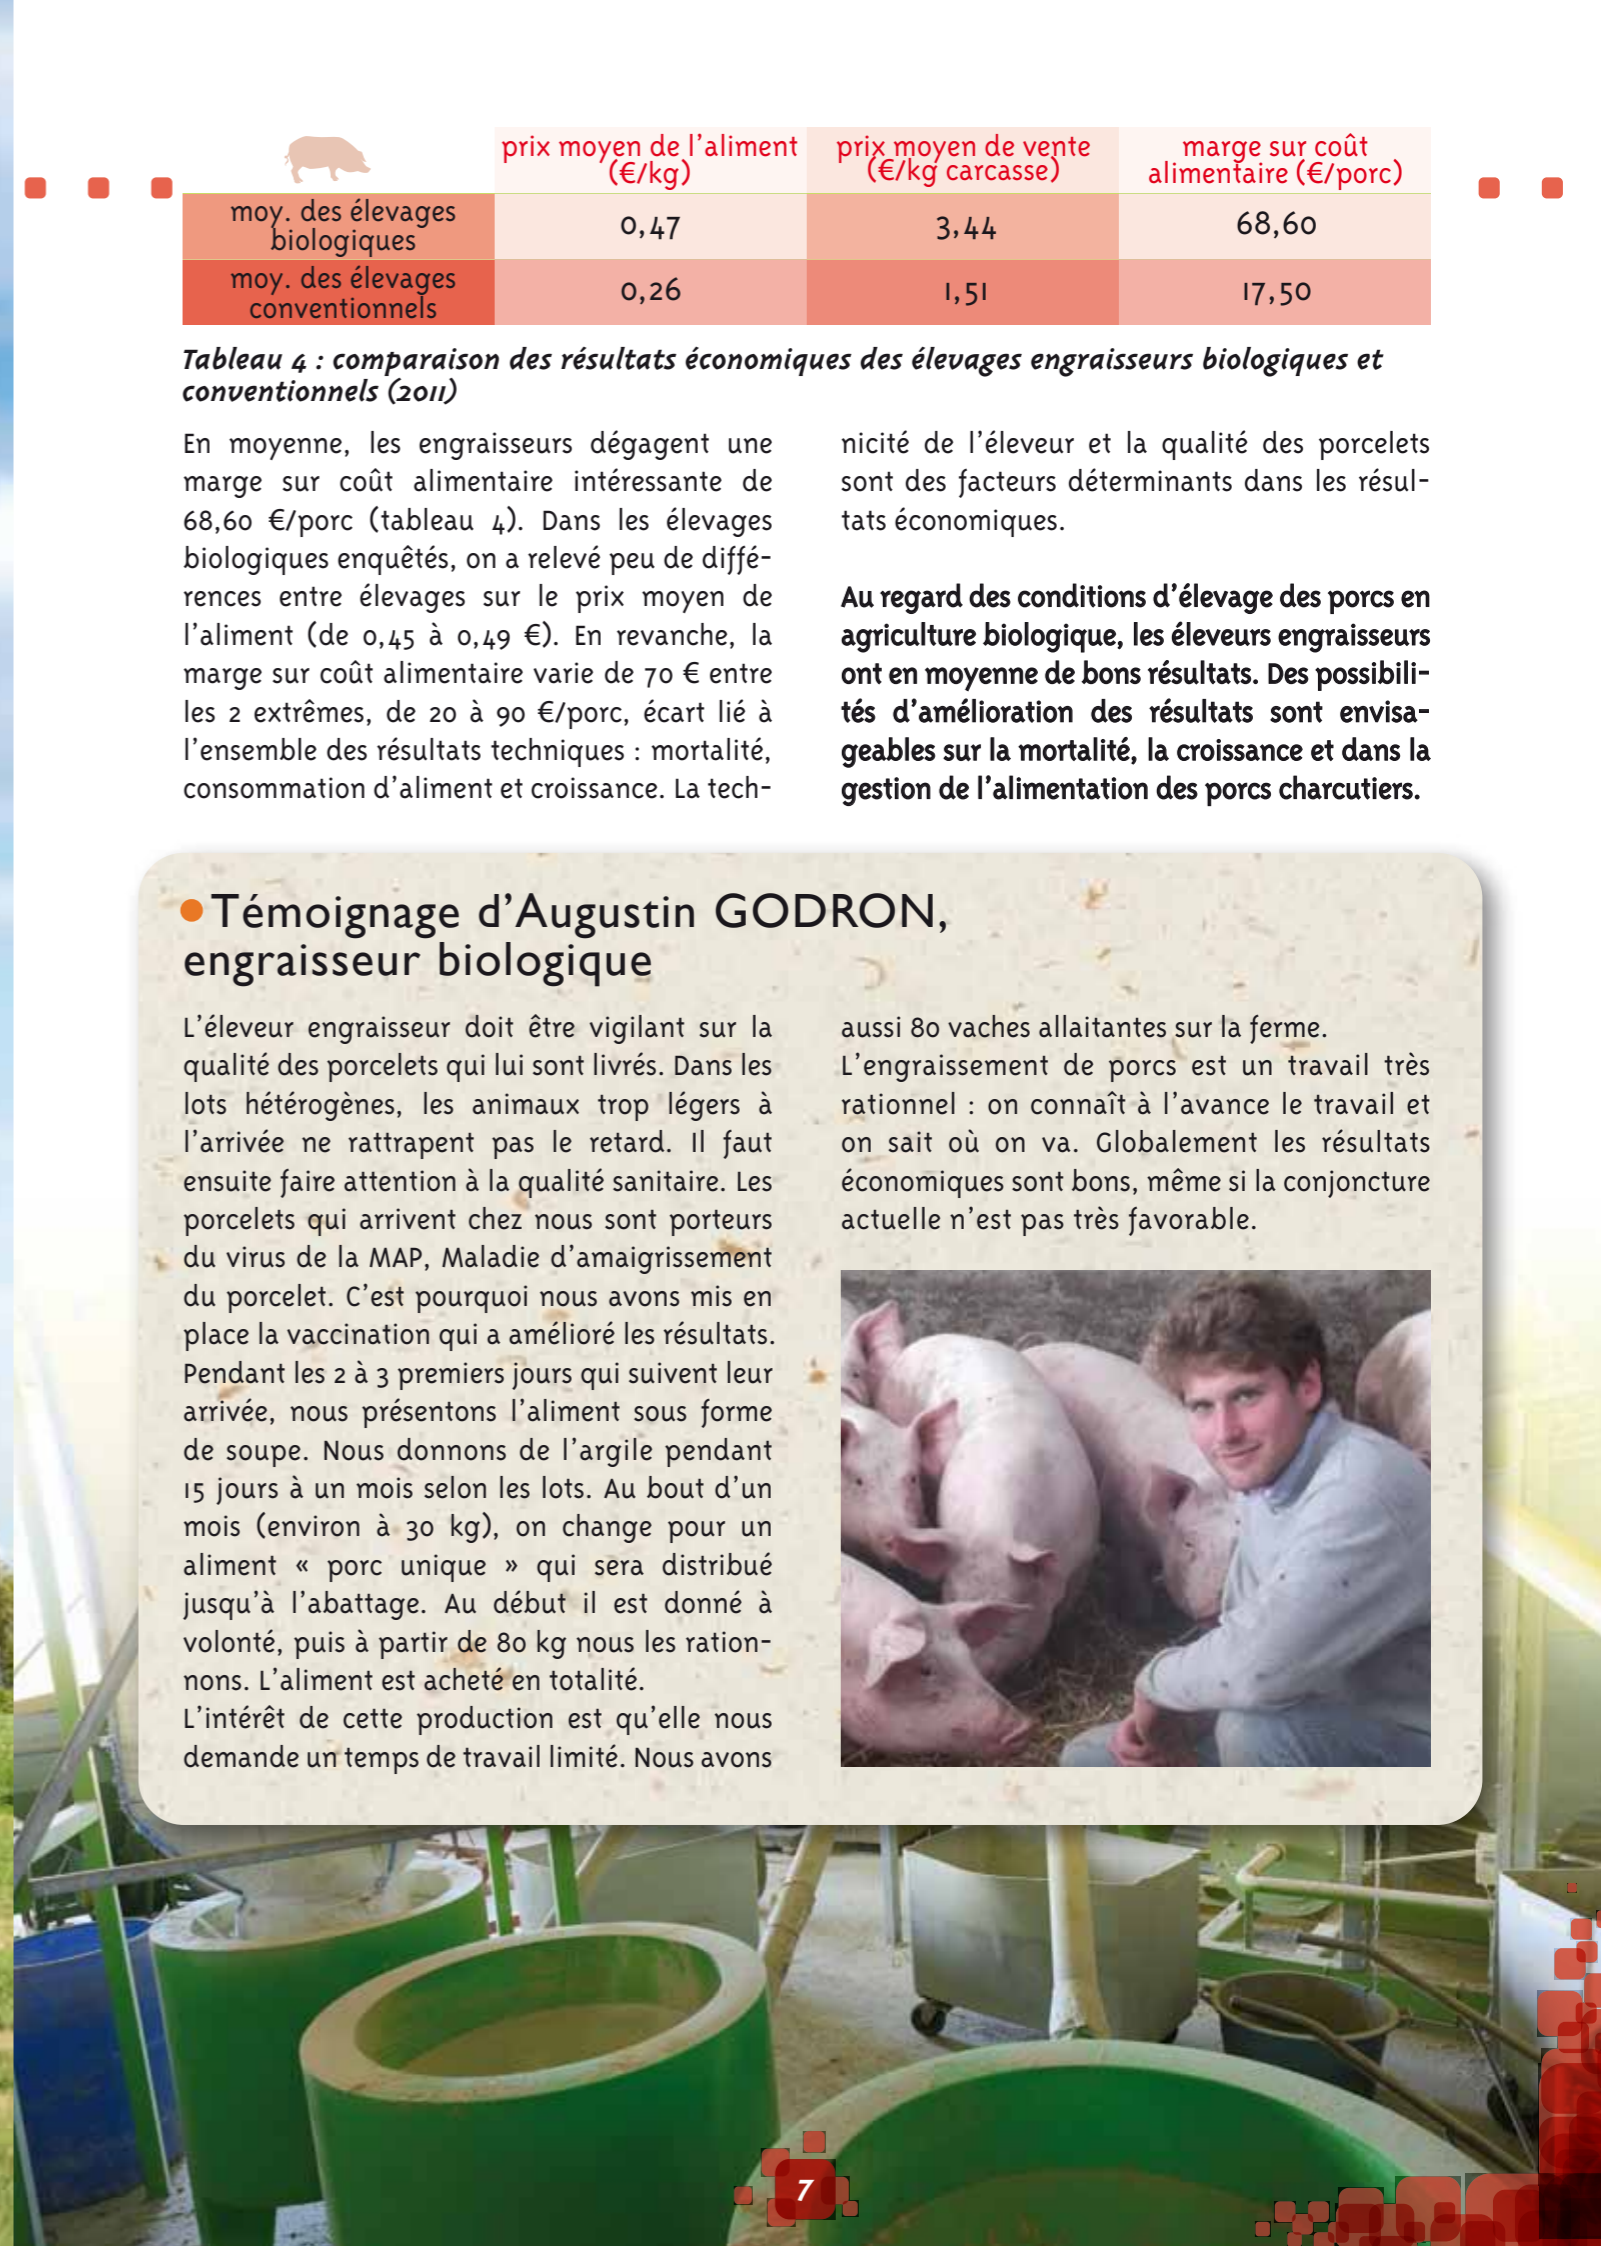 prix moyen de l'aliment
(€/kg)
prix moyen de vente
(€/kg carcasse)
marge sur coût
alimentaire (€/porc)
moy. des élevages
biologiques
0,47
3,44
68,60
moy. des élevages
conventionnels
0,26
1,51
17,50
Tableau 4 : comparaison des résultats économiques des élevages engraisseurs biologiques et
conventionnels (2011)
En moyenne, les engraisseurs dégagent une
marge sur coût alimentaire intéressante de
68,60 €/porc (tableau 4). Dans les élevages
biologiques enquêtés, on a relevé peu de diffé-
rences entre élevages sur le prix moyen de
l'aliment (de 0,45 à 0,49 €). En revanche, la
marge sur coût alimentaire varie de 70 € entre
les 2 extrêmes, de 20 à 90 €/porc, écart lié à
l'ensemble des résultats techniques : mortalité,
consommation d'aliment et croissance. La tech-
nicité de l'éleveur et la qualité des porcelets
sont des facteurs déterminants dans les résul-
tats économiques.
Au regard des conditions d'élevage des porcs en
agriculture biologique, les éleveurs engraisseurs
ont en moyenne de bons résultats. Des possibili-
tés d'amélioration des résultats sont envisa-
geables sur la mortalité, la croissance et dans la
gestion de l'alimentation des porcs charcutiers.
Témoignage d'Augustin GODRON,
engraisseur biologique
L'éleveur engraisseur doit être vigilant sur la
qualité des porcelets qui lui sont livrés. Dans les
lots hétérogènes, les animaux trop légers à
l'arrivée ne rattrapent pas le retard. Il faut
ensuite faire attention à la qualité sanitaire. Les
porcelets qui arrivent chez nous sont porteurs
du virus de la MAP, Maladie d'amaigrissement
du porcelet. C'est pourquoi nous avons mis en
place la vaccination qui a amélioré les résultats.
Pendant les 2 à 3 premiers jours qui suivent leur
arrivée, nous présentons l'aliment sous forme
de soupe. Nous donnons de l'argile pendant
15 jours à un mois selon les lots. Au bout d'un
mois (environ à 30 kg), on change pour un
aliment « porc unique » qui sera distribué
jusqu'à l'abattage. Au début il est donné à
volonté, puis à partir de 80 kg nous les ration-
nons. L'aliment est acheté en totalité.
L'intérêt de cette production est qu'elle nous
demande un temps de travail limité. Nous avons
aussi 80 vaches allaitantes sur la ferme.
L'engraissement de porcs est un travail très
rationnel : on connaît à l'avance le travail et
on sait où on va. Globalement les résultats
économiques sont bons, même si la conjoncture
actuelle n'est pas très favorable.
7